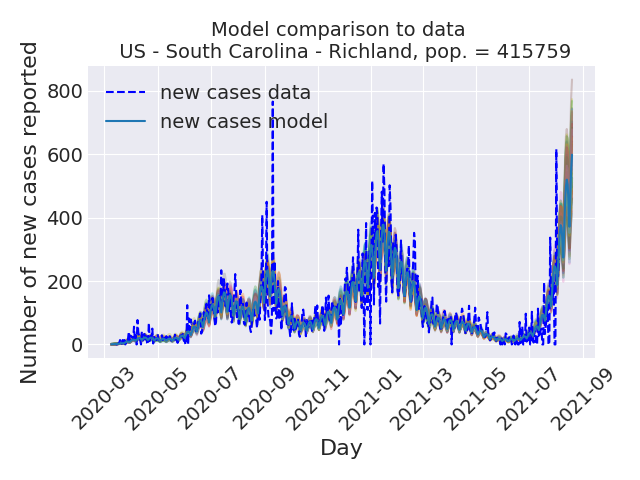 Model comparison to data
US - South Carolina - Richland, pop. = 415759
Number of new cases reported
800
600
400
200
0
new cases data
new cases model
2020-03
2020-05
2020-07
2020-09
2020-11
2021-01
2021-03
2021-05
2021-07
2021-09
Day